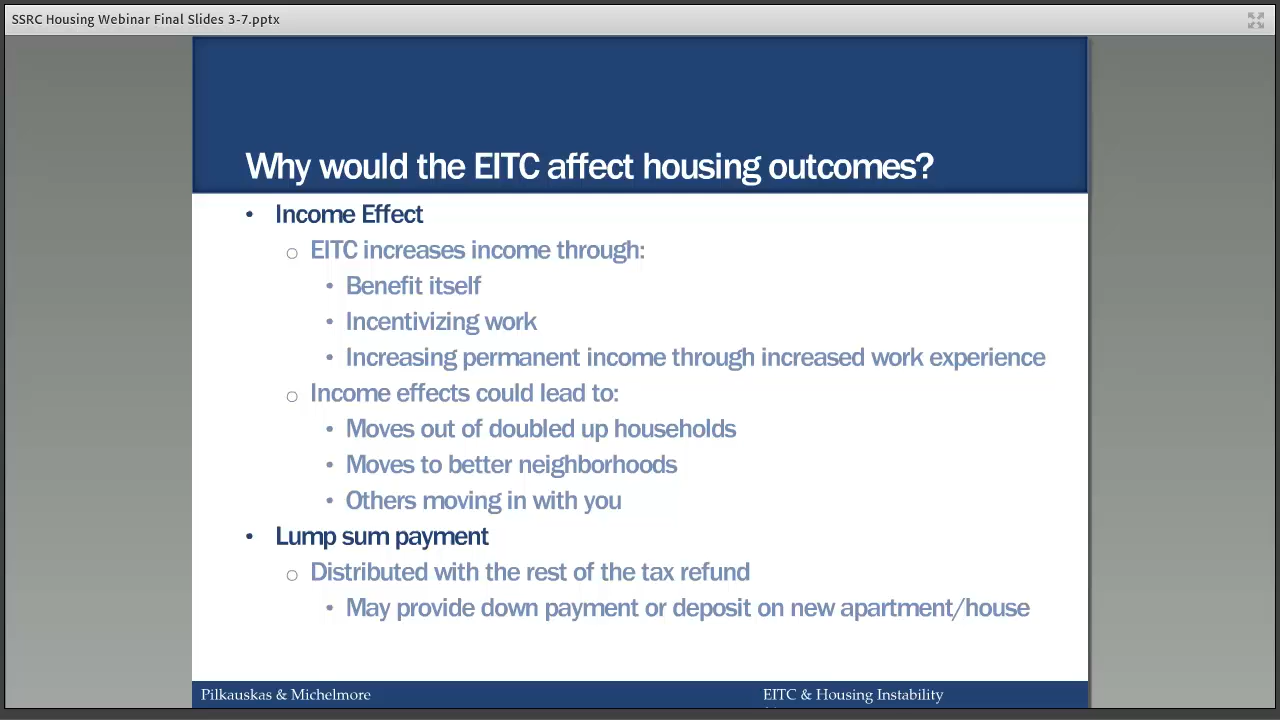 SSRC Housing Webinar Final Slides 3-7.pptx
Why would the EITC affect housing outcomes?
• Income Effect
o EITC increases income through:
• Benefit itself
• Incentivizing work
• Increasing permanent income through increased work experience
o Income effects could lead to:
• Moves out of doubled up households
• Moves to better neighborhoods
• Others moving in with you
• Lump sum payment
o Distributed with the rest of the tax refund
• May provide down payment or deposit on new apartment/house
Pilkauskas & Michelmore
EITC & Housing Instability